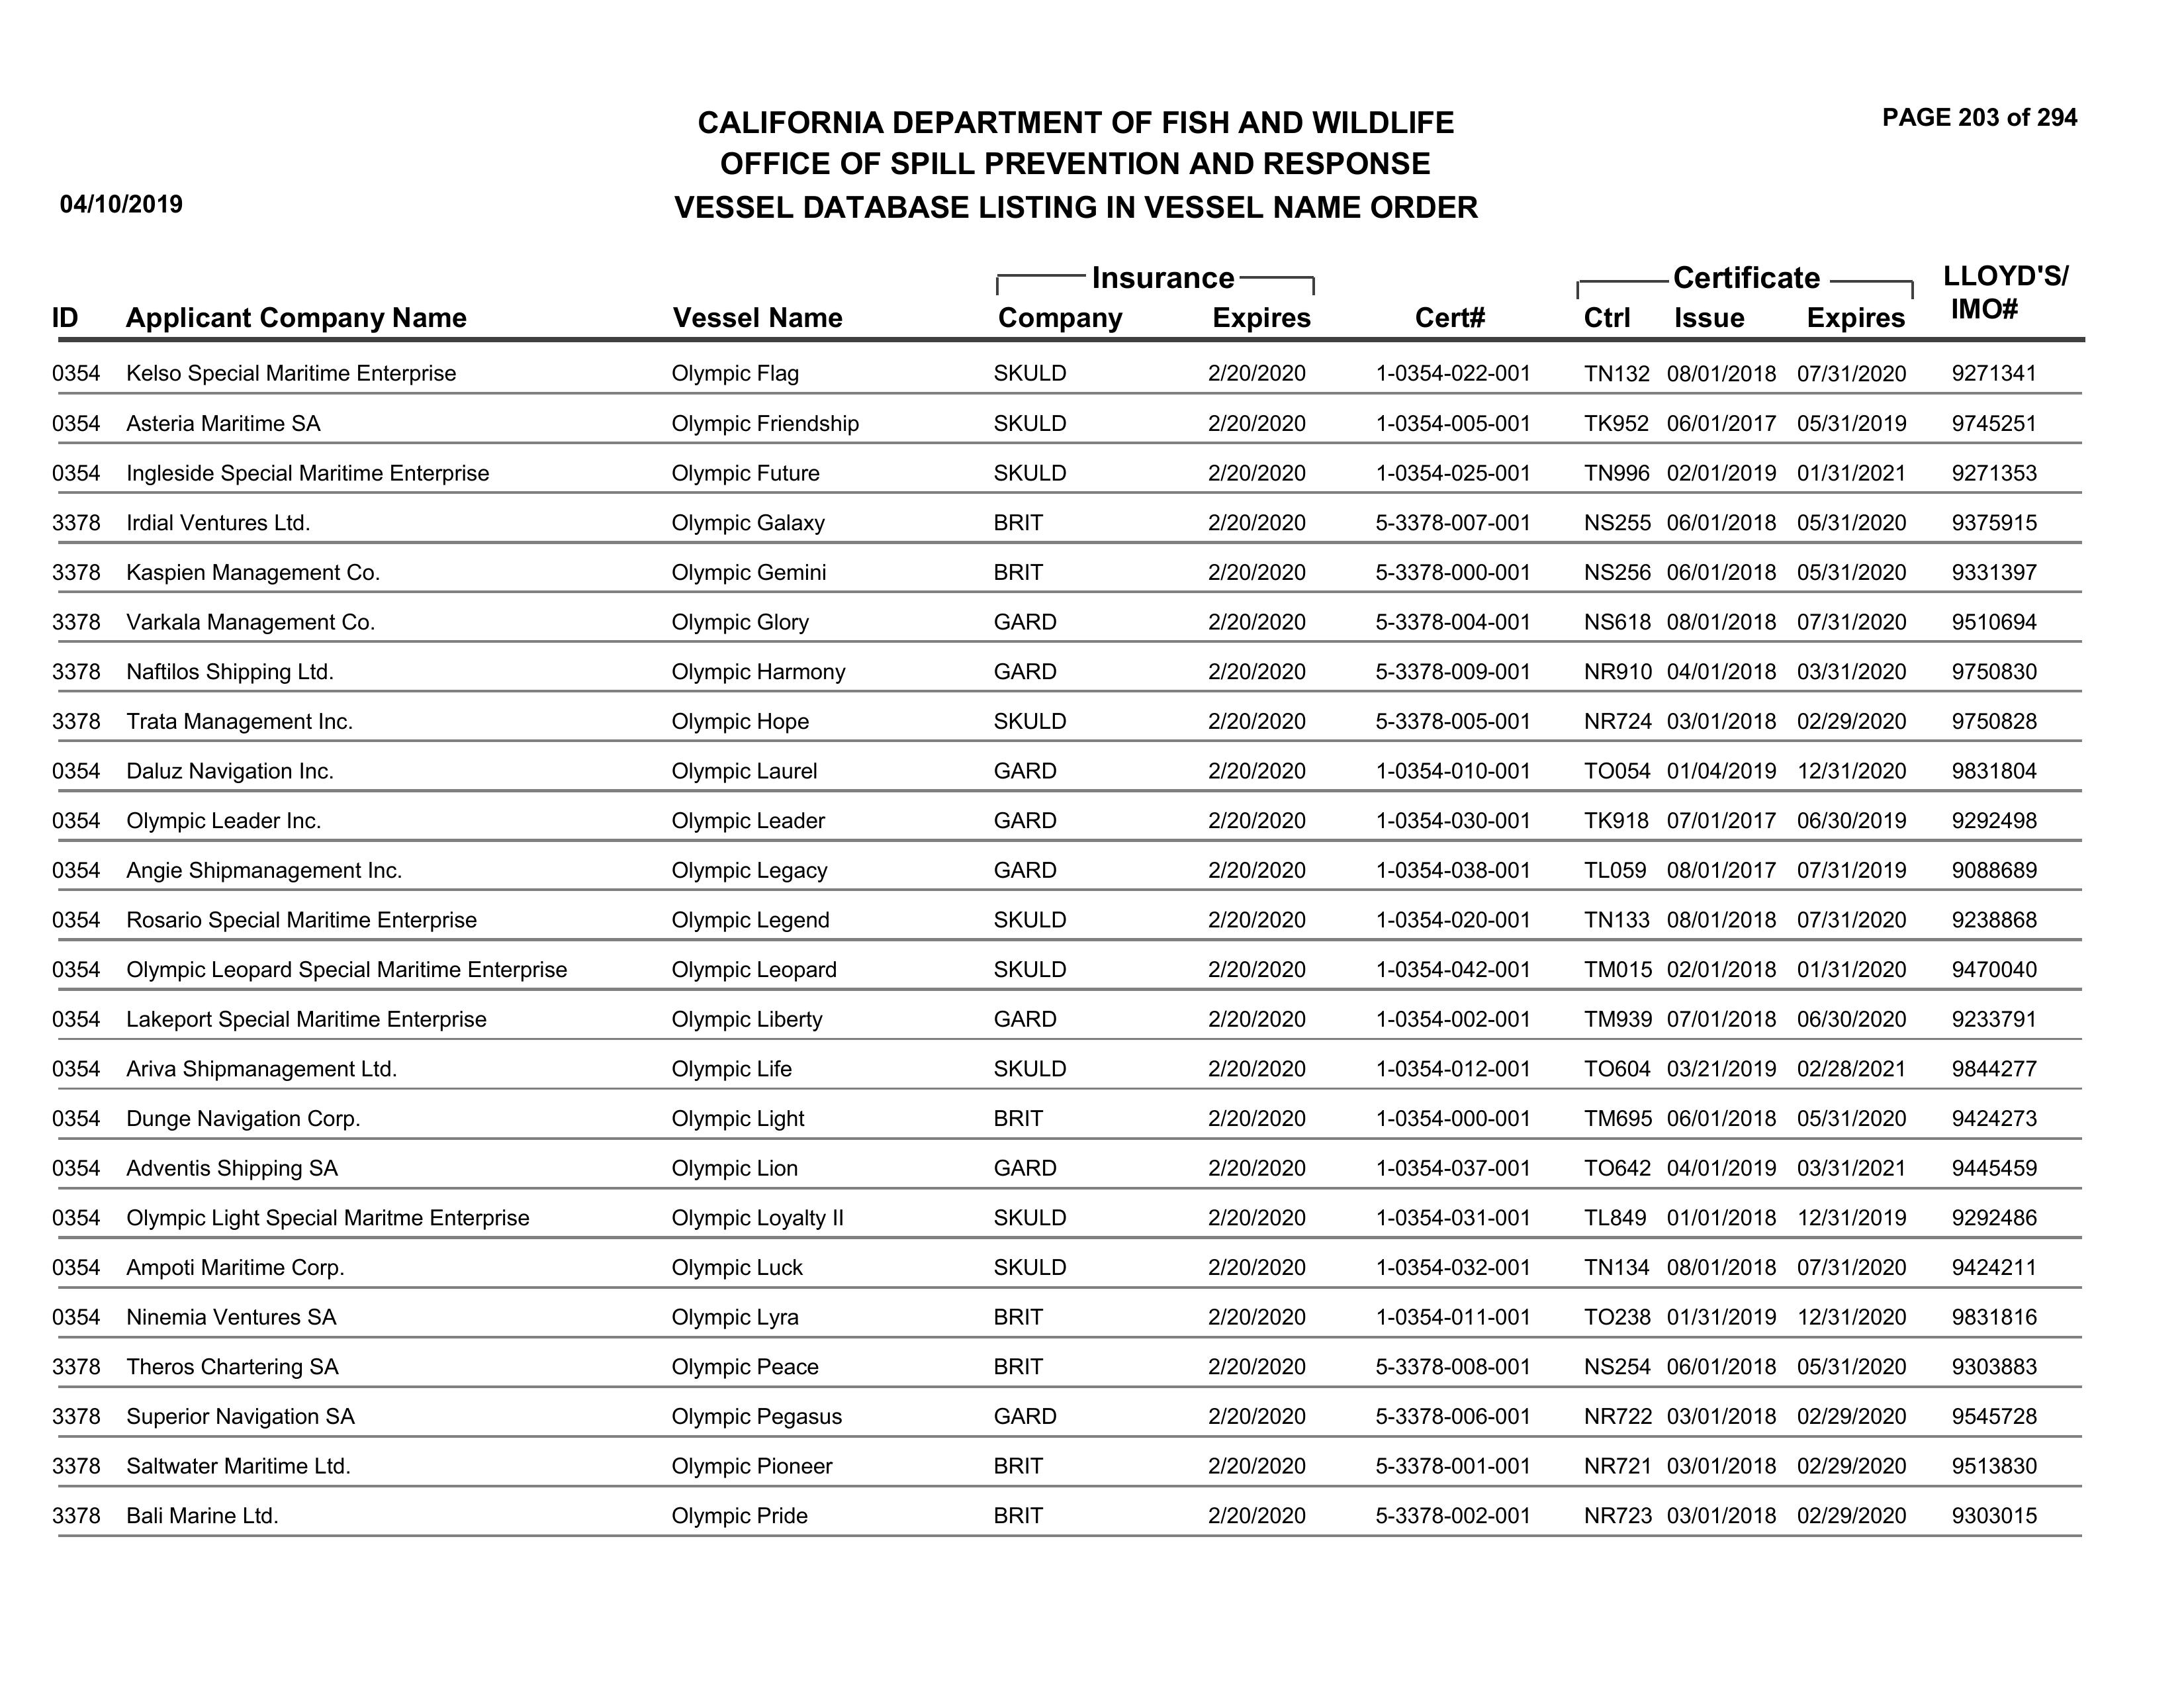 CALIFORNIA DEPARTMENT OF FISH AND WILDLIFE PAGE 203 of 294
OFFICE OF SPILL PREVENTION AND RESPONSE
04/10/2019 VESSEL DATABASE LISTING IN VESSEL NAME ORDER
Insurance Certificate LLOYD'S/
ID Applicant Company Name Vessel Name Company Expires Cert# Ctrl Issue Expires IMO#
0354 Kelso Special Maritime Enterprise Olympic Flag SKULD 2/20/2020 1-0354-022-001 TN132 08/01/2018 07/31/2020 9271341
0354 Asteria Maritime SA Olympic Friendship SKULD 2/20/2020 1-0354-005-001 TK952 06/01/2017 05/31/2019 9745251
0354 Ingleside Special Maritime Enterprise Olympic Future SKULD 2/20/2020 1-0354-025-001 TN996 02/01/2019 01/31/2021 9271353
3378 Irdial Ventures Ltd. Olympic Galaxy BRIT 2/20/2020 5-3378-007-001 NS255 06/01/2018 05/31/2020 9375915
3378 Kaspien Management Co. Olympic Gemini BRIT 2/20/2020 5-3378-000-001 NS256 06/01/2018 05/31/2020 9331397
3378 Varkala Management Co. Olympic Glory GARD 2/20/2020 5-3378-004-001 NS618 08/01/2018 07/31/2020 9510694
3378 Naftilos Shipping Ltd. Olympic Harmony GARD 2/20/2020 5-3378-009-001 NR910 04/01/2018 03/31/2020 9750830
3378 Trata Management Inc. Olympic Hope SKULD 2/20/2020 5-3378-005-001 NR724 03/01/2018 02/29/2020 9750828
0354 Daluz Navigation Inc. Olympic Laurel GARD 2/20/2020 1-0354-010-001 TO054 01/04/2019 12/31/2020 9831804
0354 Olympic Leader Inc. Olympic Leader GARD 2/20/2020 1-0354-030-001 TK918 07/01/2017 06/30/2019 9292498
0354 Angie Shipmanagement Inc. Olympic Legacy GARD 2/20/2020 1-0354-038-001 TL059 08/01/2017 07/31/2019 9088689
0354 Rosario Special Maritime Enterprise Olympic Legend SKULD 2/20/2020 1-0354-020-001 TN133 08/01/2018 07/31/2020 9238868
0354 Olympic Leopard Special Maritime Enterprise Olympic Leopard SKULD 2/20/2020 1-0354-042-001 TM015 02/01/2018 01/31/2020 9470040
0354 Lakeport Special Maritime Enterprise Olympic Liberty GARD 2/20/2020 1-0354-002-001 TM939 07/01/2018 06/30/2020 9233791
0354 Ariva Shipmanagement Ltd. Olympic Life SKULD 2/20/2020 1-0354-012-001 TO604 03/21/2019 02/28/2021 9844277
0354 Dunge Navigation Corp. Olympic Light BRIT 2/20/2020 1-0354-000-001 TM695 06/01/2018 05/31/2020 9424273
0354 Adventis Shipping SA Olympic Lion GARD 2/20/2020 1-0354-037-001 TO642 04/01/2019 03/31/2021 9445459
0354 Olympic Light Special Maritme Enterprise Olympic Loyalty II SKULD 2/20/2020 1-0354-031-001 TL849 01/01/2018 12/31/2019 9292486
0354 Ampoti Maritime Corp. Olympic Luck SKULD 2/20/2020 1-0354-032-001 TN134 08/01/2018 07/31/2020 9424211
0354 Ninemia Ventures SA Olympic Lyra BRIT 2/20/2020 1-0354-011-001 TO238 01/31/2019 12/31/2020 9831816
3378 Theros Chartering SA Olympic Peace BRIT 2/20/2020 5-3378-008-001 NS254 06/01/2018 05/31/2020 9303883
3378 Superior Navigation SA Olympic Pegasus GARD 2/20/2020 5-3378-006-001 NR722 03/01/2018 02/29/2020 9545728
3378 Saltwater Maritime Ltd. Olympic Pioneer BRIT 2/20/2020 5-3378-001-001 NR721 03/01/2018 02/29/2020 9513830
3378 Bali Marine Ltd. Olympic Pride BRIT 2/20/2020 5-3378-002-001 NR723 03/01/2018 02/29/2020 9303015